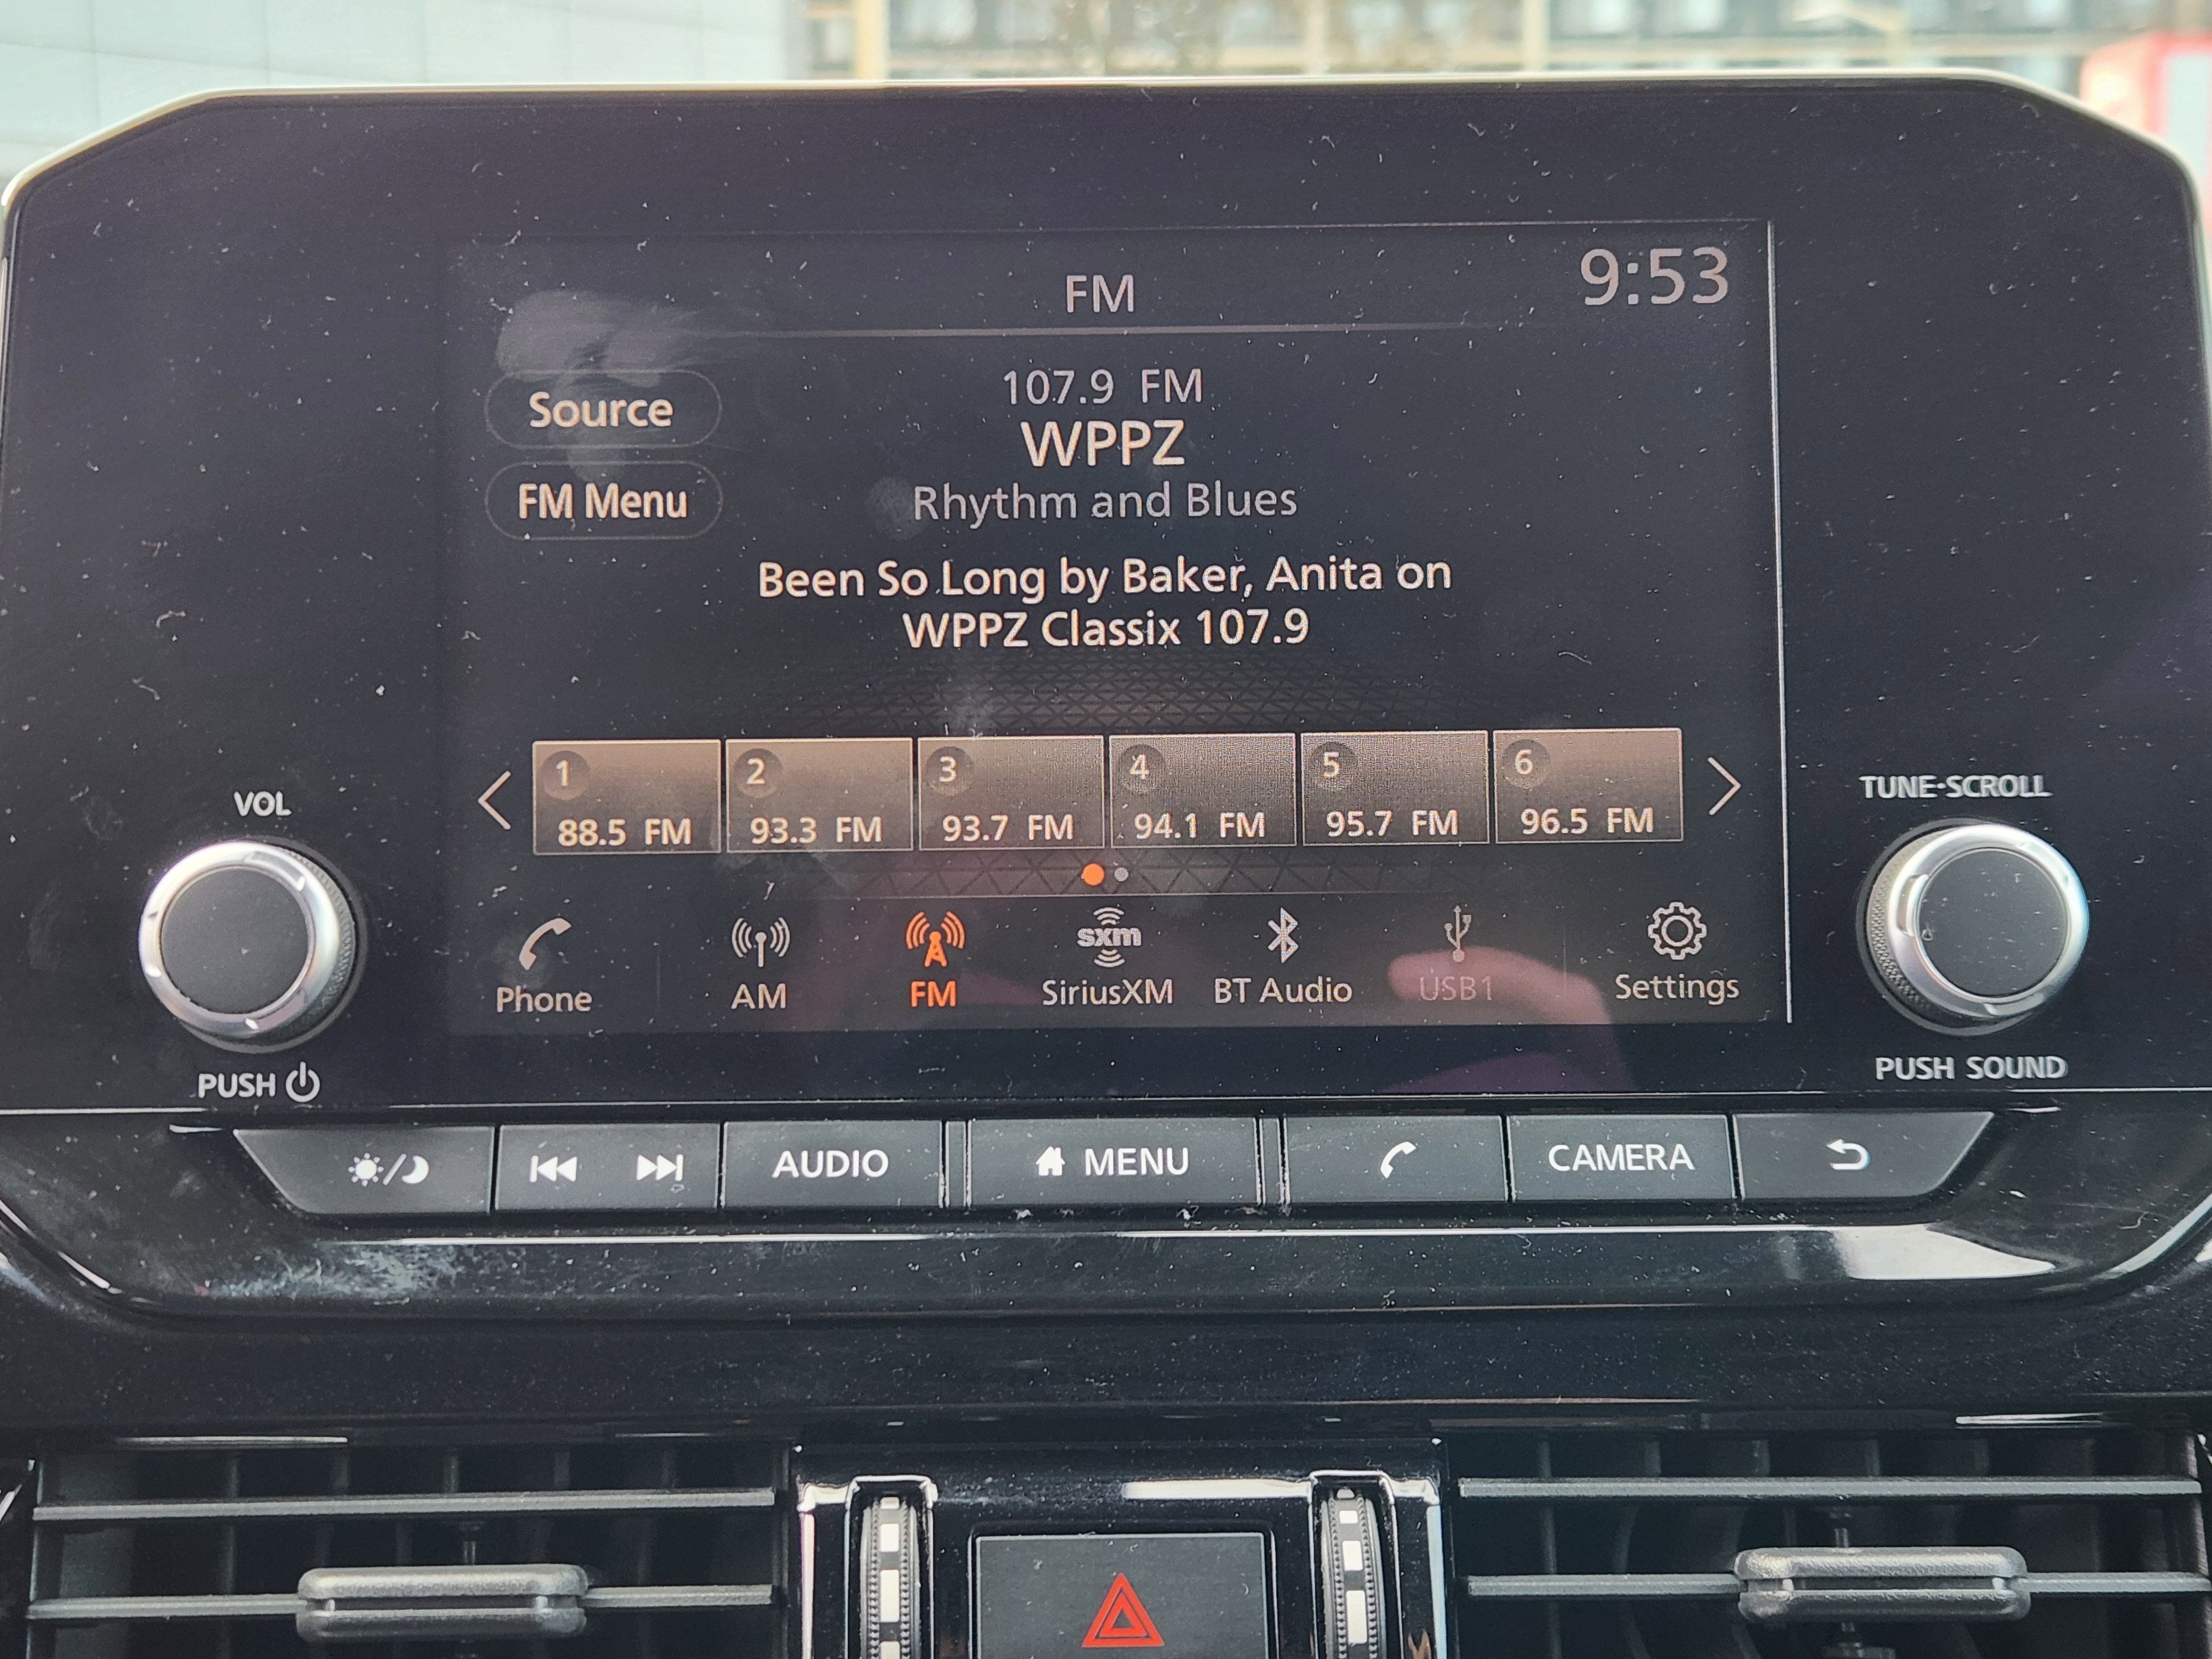 FM
9:53
Source
107.9 FM
WPPZ
FM Menu
Rhythm and Blues
Been So Long by Baker, Anita on
WPPZ Classix 107.9
1
2
3
4
5
6
88.5 FM
93.3 FM
93.7 FM
94.1 FM
95.7 FM
96.5 FM
VOL
TUNE·SCROLL
sxm
Phone
AM
FM
SiriusXM
BT Audio
USB1
Settings
PUSH
PUSH SOUND
AUDIO
MENU
CAMERA